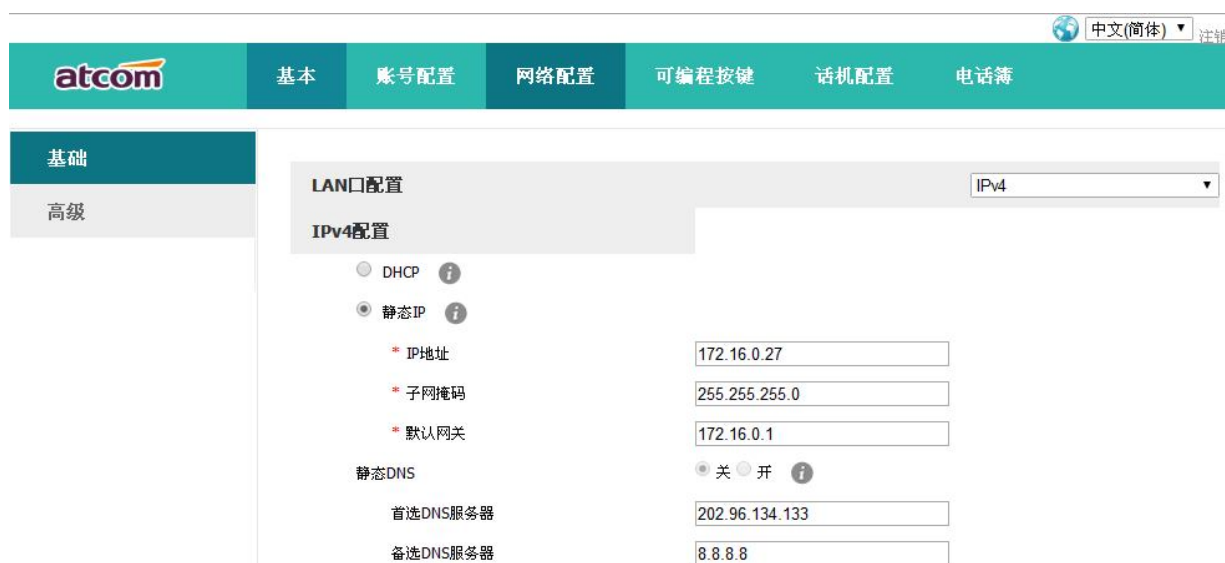 中文(简体)
注销
atcom 基本 账号配置 网络配置 可编程按键 话机配置 电话簿
基础
高级
LAN口配置 IPv4
IPv4配置
DHCP
静态IP
* IP地址 172.16.0.27
* 子网掩码 255.255.255.0
* 默认网关 172.16.0.1
静态DNS 关 开
首选DNS服务器 202.96.134.133
备选DNS服务器 8.8.8.8